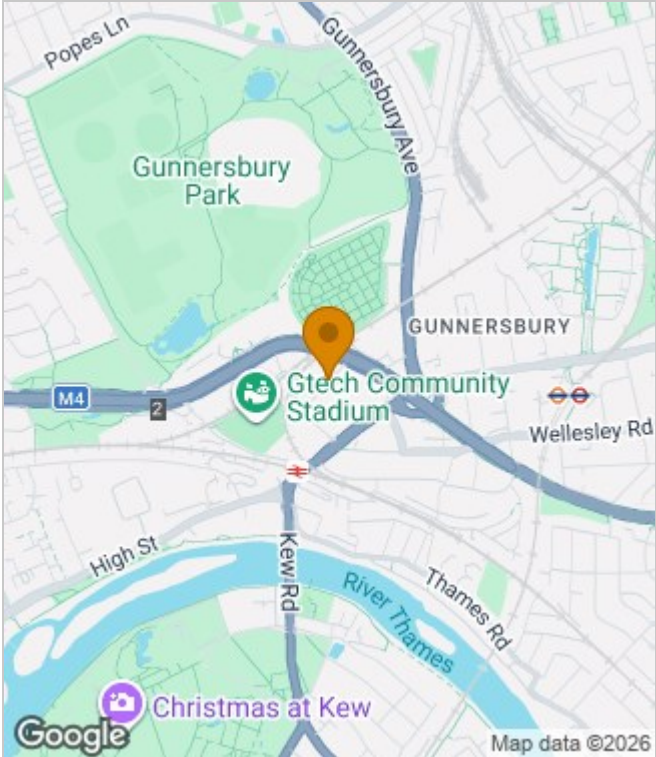 Popes Ln
Gunnersbury Ave
Gunnersbury
Park
GUNNERSBURY
M4
2
Gtech Community
Stadium
Wellesley Rd
High St
Kew Rd
River Thames
Thames Rd
Christmas at Kew
Google
Map data ©2026